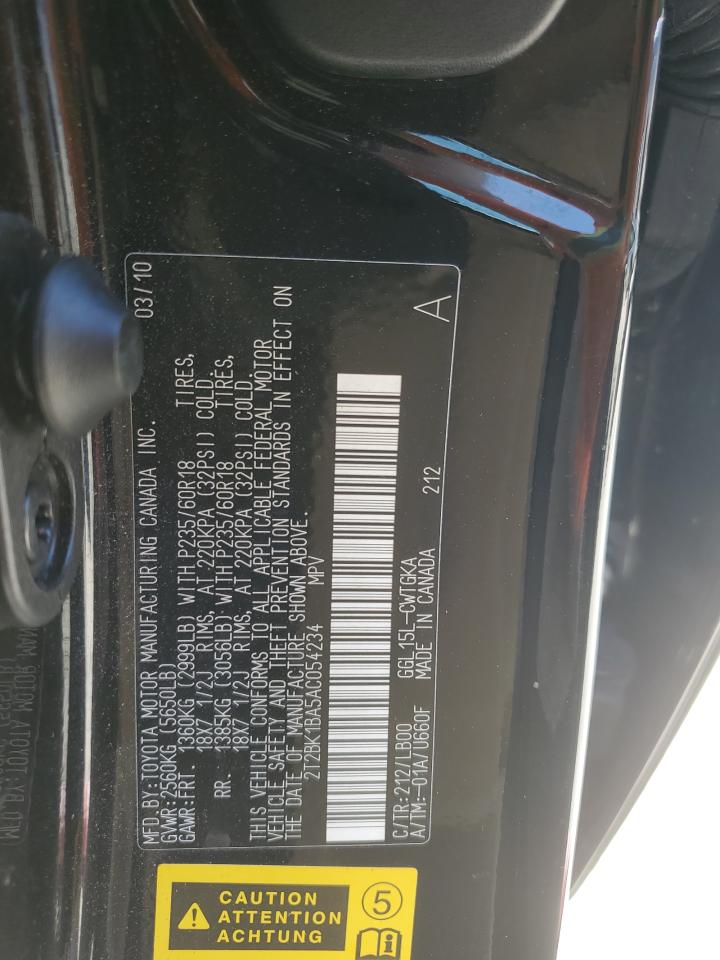 MFD.BY:TOYOTA MOTOR MANUFACTURING CANADA INC. 03/10
GVWR:2560KG (5650LB)
GAWR:FRT. 1360KG (2999LB) WITH P235/60R18 TIRES,
18X7 1/2J RIMS, AT 220KPA (32PSI) COLD.
RR. 1385KG (3056LB) WITH P235/60R18 TIRES,
18X7 1/2J RIMS, AT 220KPA (32PSI) COLD.
THIS VEHICLE CONFORMS TO ALL APPLICABLE FEDERAL MOTOR
VEHICLE SAFETY AND THEFT PREVENTION STANDARDS IN EFFECT ON
THE DATE OF MANUFACTURE SHOWN ABOVE.
2T2BK1BA5AC054234 MPV
C/TR:212/LB00 GGL15L-CWTGKA 212 A
A/TM:-01A/U660F MADE IN CANADA
CAUTION
ATTENTION
ACHTUNG
5